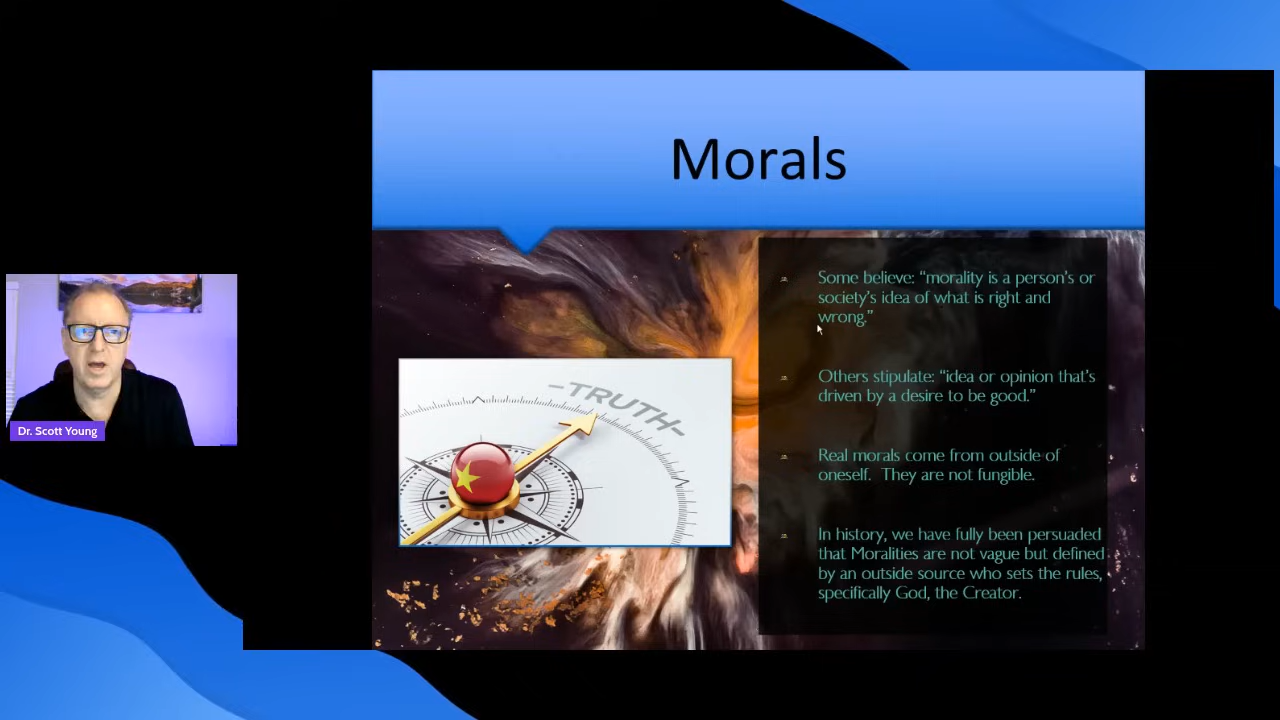 Morals
Some believe: “morality is a person’s or
society’s idea of what is right and
wrong.”
Others stipulate: “idea or opinion that’s
driven by a desire to be good.”
Real morals come from outside of
oneself.  They are not fungible.
In history, we have fully been persuaded
that Moralities are not vague but defined
by an outside source who sets the rules,
specifically God, the Creator.
–TRUTH–
Dr. Scott Young